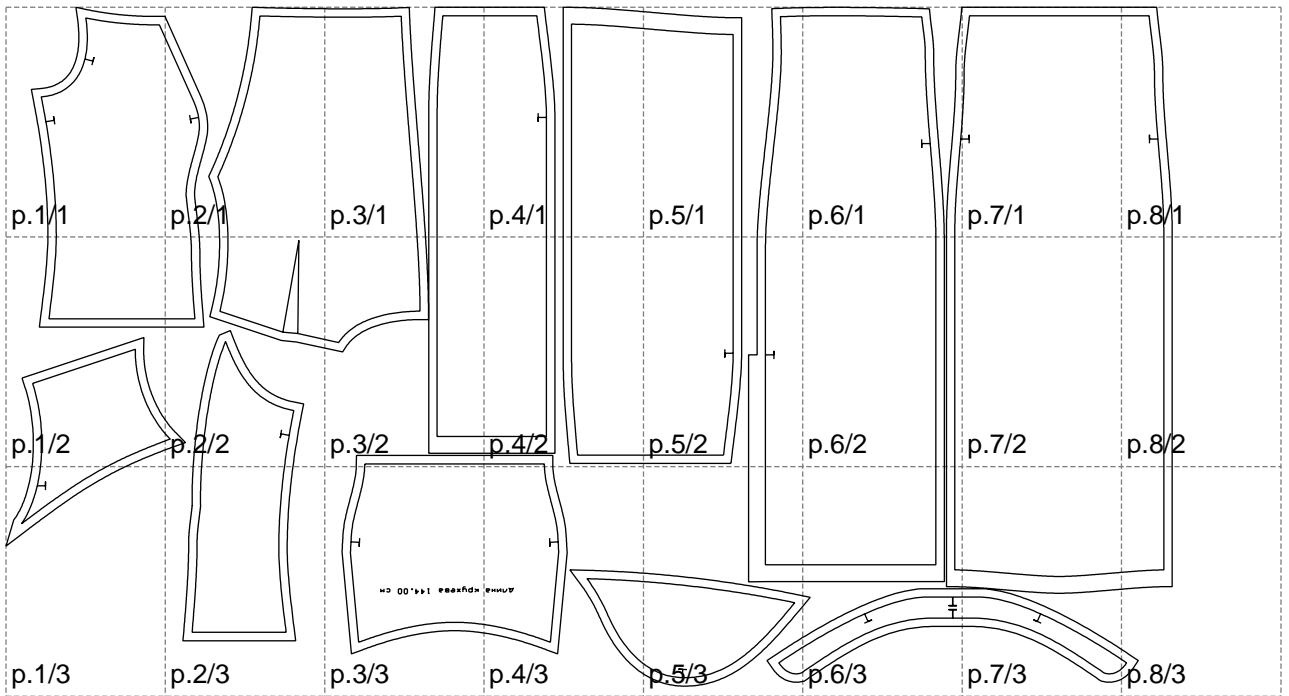 p.1/1 p.2/1 p.3/1 p.4/1 p.5/1 p.6/1 p.7/1 p.8/1
p.1/2 p.2/2 p.3/2 p.4/2 p.5/2 p.6/2 p.7/2 p.8/2
Длина кружева 144.00 см
p.1/3 p.2/3 p.3/3 p.4/3 p.5/3 p.6/3 p.7/3 p.8/3